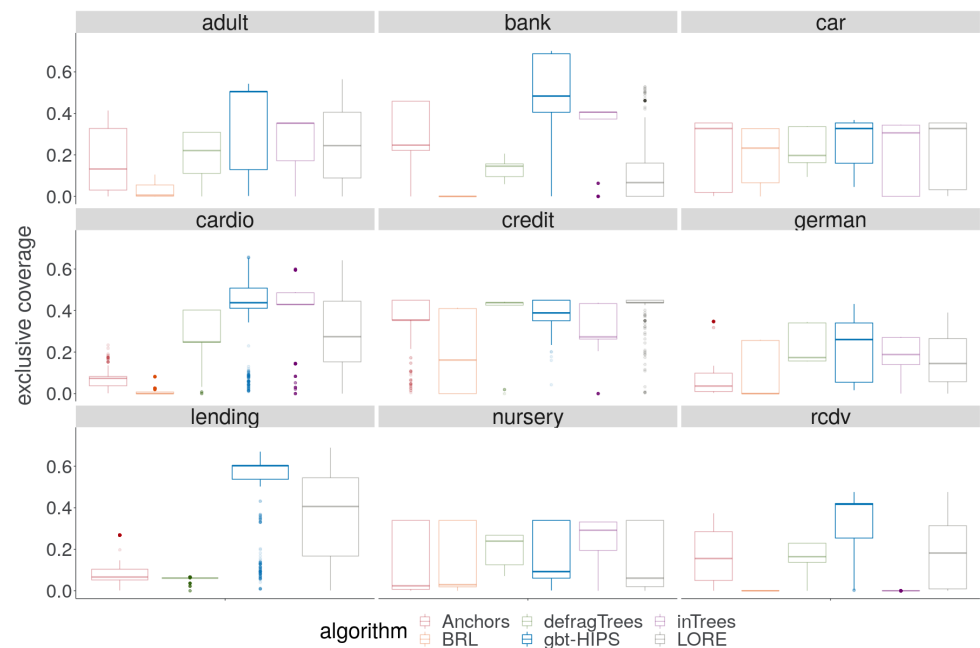 adult bank car
0.6
0.4
0.2
0.0
cardio credit german
0.6
0.4
0.2
0.0
exclusive coverage
lending nursery rcdv
0.6
0.4
0.2
0.0
algorithm
Anchors defragTrees inTrees
BRL gbt-HIPS LORE